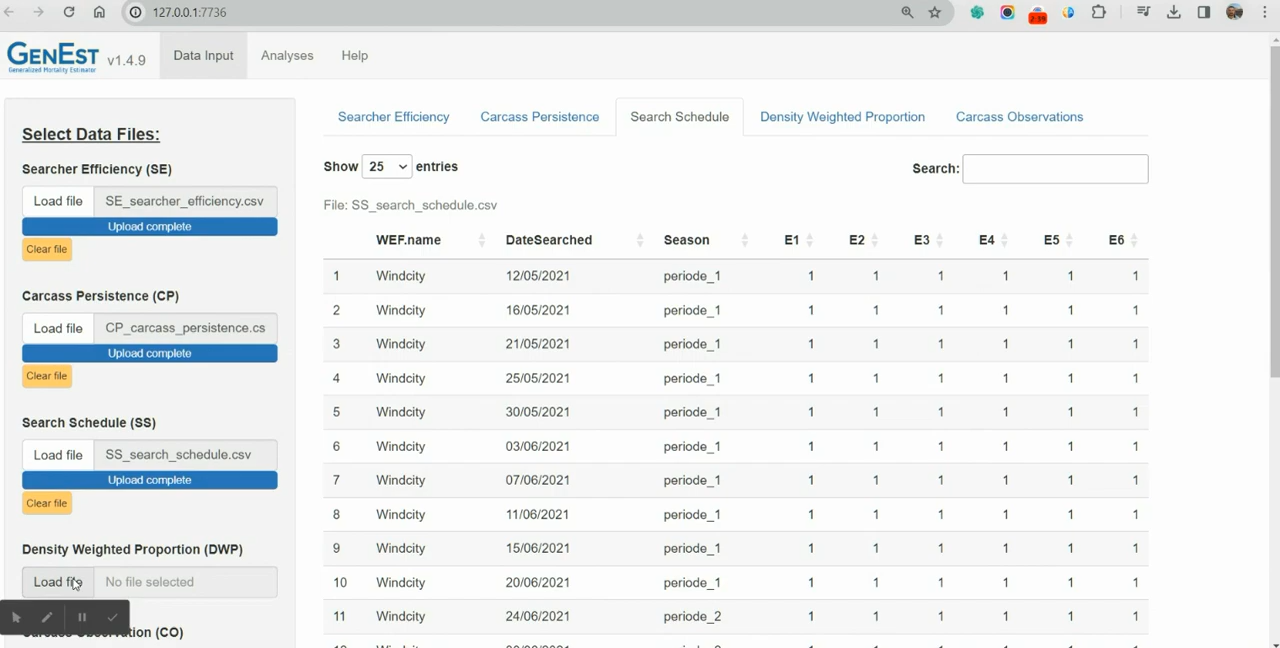 127.0.0.1:7736
2:39
GENEST v1.4.9
Generalized Mortality Estimator
Data Input
Analyses
Help
Select Data Files:
Searcher Efficiency (SE)
Load file SE_searcher_efficiency.csv
Upload complete
Clear file
Carcass Persistence (CP)
Load file CP_carcass_persistence.cs
Upload complete
Clear file
Search Schedule (SS)
Load file SS_search_schedule.csv
Upload complete
Clear file
Density Weighted Proportion (DWP)
Load file No file selected
Carcass Observation (CO)
Searcher Efficiency Carcass Persistence Search Schedule Density Weighted Proportion Carcass Observations
Show 25 entries Search:
File: SS_search_schedule.csv
WEF.name DateSearched Season E1 E2 E3 E4 E5 E6
1 Windcity 12/05/2021 periode_1 1 1 1 1 1 1
2 Windcity 16/05/2021 periode_1 1 1 1 1 1 1
3 Windcity 21/05/2021 periode_1 1 1 1 1 1 1
4 Windcity 25/05/2021 periode_1 1 1 1 1 1 1
5 Windcity 30/05/2021 periode_1 1 1 1 1 1 1
6 Windcity 03/06/2021 periode_1 1 1 1 1 1 1
7 Windcity 07/06/2021 periode_1 1 1 1 1 1 1
8 Windcity 11/06/2021 periode_1 1 1 1 1 1 1
9 Windcity 15/06/2021 periode_1 1 1 1 1 1 1
10 Windcity 20/06/2021 periode_1 1 1 1 1 1 1
11 Windcity 24/06/2021 periode_2 1 1 1 1 1 1